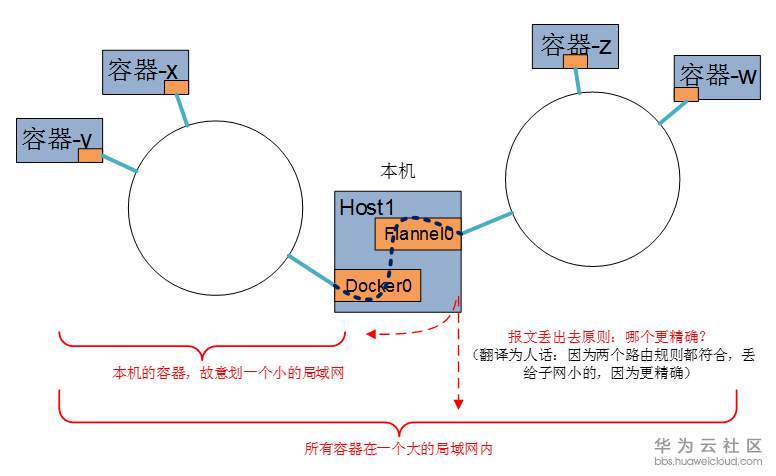 容器-z
容器-x
容器-w
容器-y
本机
Host1
Flannel0
Docker0
报文丢出去原则:哪个更精确?
(翻译为人话:因为两个路由规则都符合,丢
给子网小的,因为更精确)
本机的容器,故意划一个小的局域网
所有容器在一个大的局域网内
华为云社区
bbs.huaweicloud.com